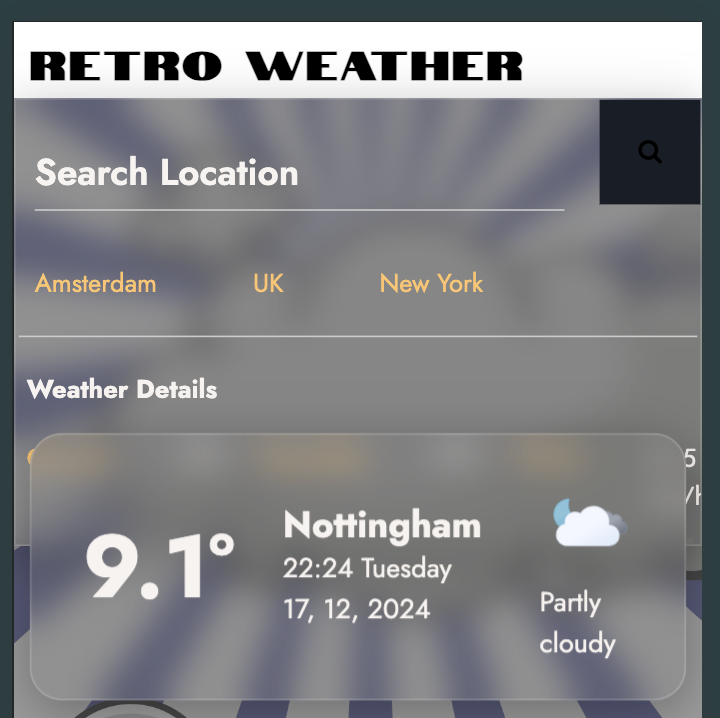 RETRO WEATHER
Search Location
Amsterdam UK New York
Weather Details
5
/h
9.1°
Nottingham
22:24 Tuesday
17, 12, 2024
Partly
cloudy